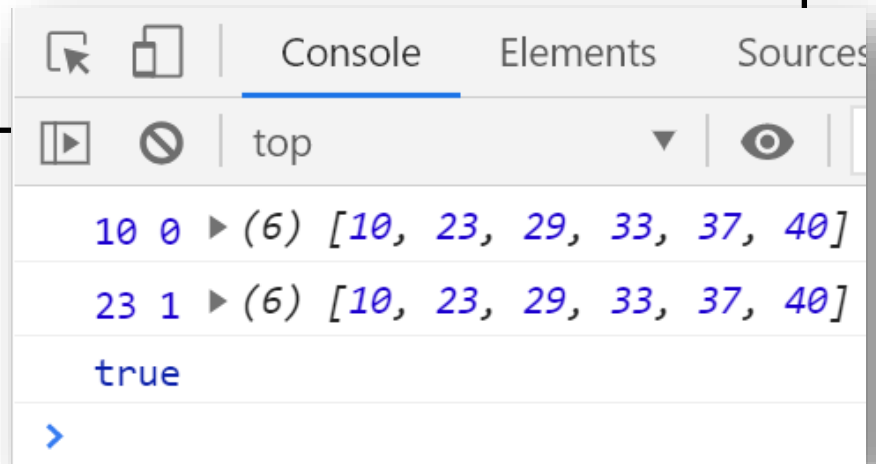 Console Elements Sources
top
10 0 ▶ (6) [10, 23, 29, 33, 37, 40]
23 1 ▶ (6) [10, 23, 29, 33, 37, 40]
true
>